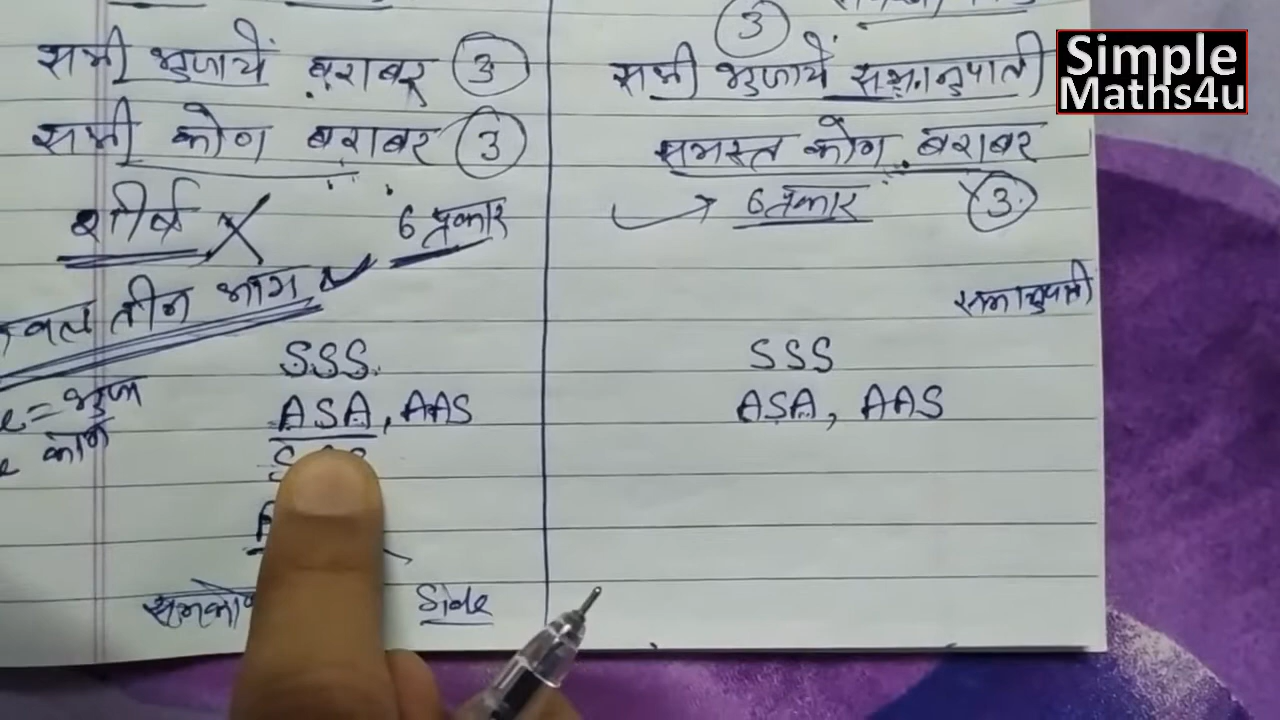 सभी भुजायें बराबर 3
सभी कोण बराबर 3
शीर्ष × 6 प्रकार
तीन भाग
SSS
ASA, AAS
= भुजा
कोण
Side
3
सभी भुजायें समानुपाती
समस्त कोण बराबर
6 प्रकार 3
समानुपाती
SSS
ASA, AAS
Simple
Maths4u